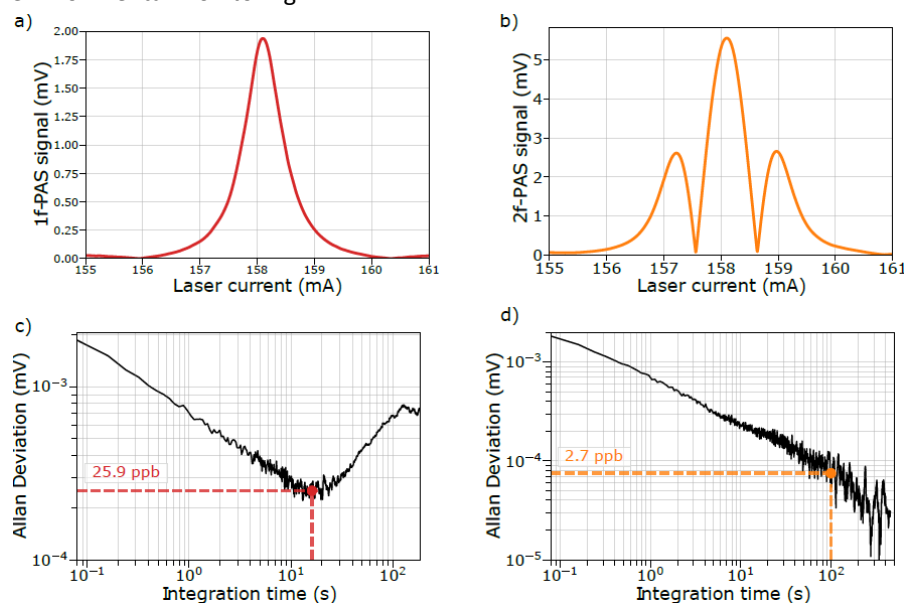 a)
2.00
1.75
1.50
1.25
1.00
0.75
0.50
0.25
0.00
155 156 157 158 159 160 161
1f-PAS signal (mV)
Laser current (mA)
b)
5
4
3
2
1
0
155 156 157 158 159 160 161
2f-PAS signal (mV)
Laser current (mA)
c)
10⁻³
10⁻⁴
25.9 ppb
10⁻¹ 10⁰ 10¹ 10²
Allan Deviation (mV)
Integration time (s)
d)
10⁻³
10⁻⁴
10⁻⁵
2.7 ppb
10⁻¹ 10⁰ 10¹ 10²
Allan Deviation (mV)
Integration time (s)